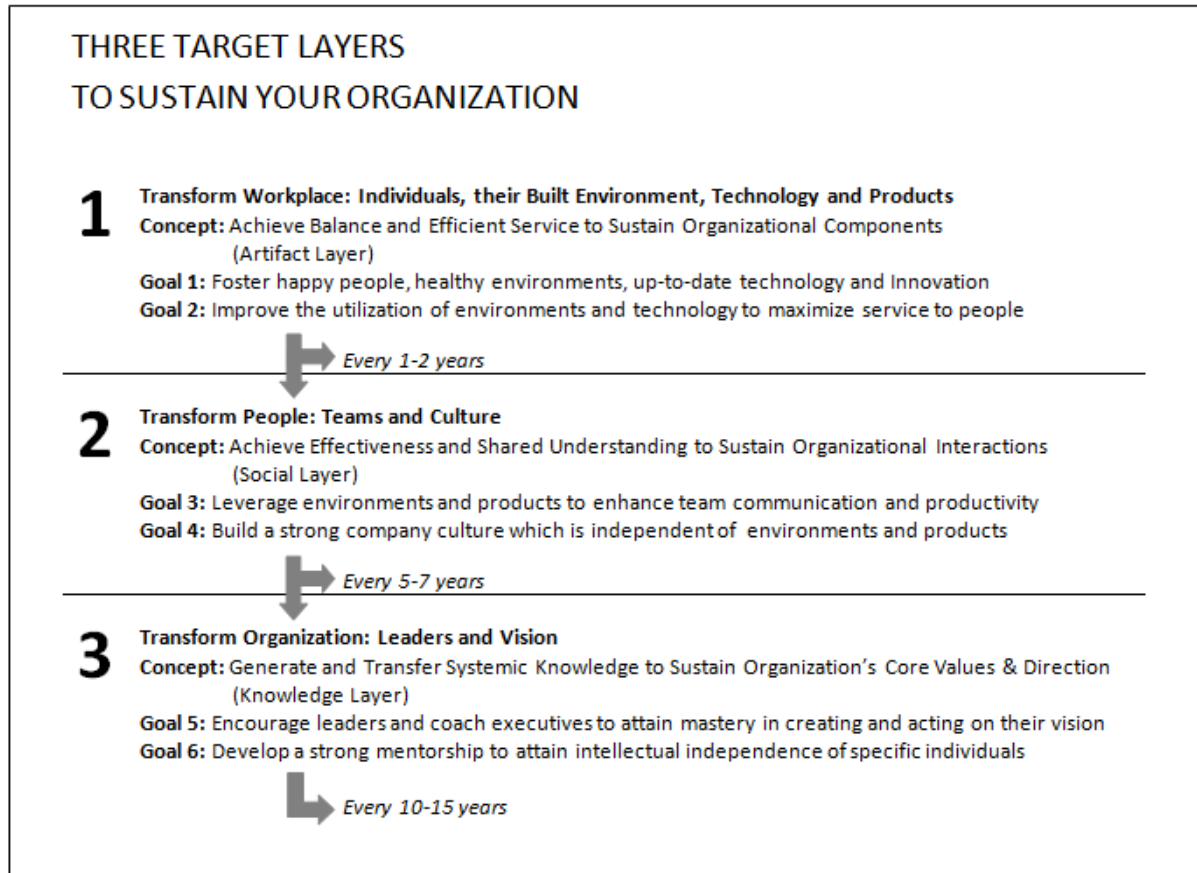 THREE TARGET LAYERS
TO SUSTAIN YOUR ORGANIZATION
1
Transform Workplace: Individuals, their Built Environment, Technology and Products
Concept: Achieve Balance and Efficient Service to Sustain Organizational Components
(Artifact Layer)
Goal 1: Foster happy people, healthy environments, up-to-date technology and Innovation
Goal 2: Improve the utilization of environments and technology to maximize service to people
Every 1-2 years
2
Transform People: Teams and Culture
Concept: Achieve Effectiveness and Shared Understanding to Sustain Organizational Interactions
(Social Layer)
Goal 3: Leverage environments and products to enhance team communication and productivity
Goal 4: Build a strong company culture which is independent of environments and products
Every 5-7 years
3
Transform Organization: Leaders and Vision
Concept: Generate and Transfer Systemic Knowledge to Sustain Organization's Core Values & Direction
(Knowledge Layer)
Goal 5: Encourage leaders and coach executives to attain mastery in creating and acting on their vision
Goal 6: Develop a strong mentorship to attain intellectual independence of specific individuals
Every 10-15 years